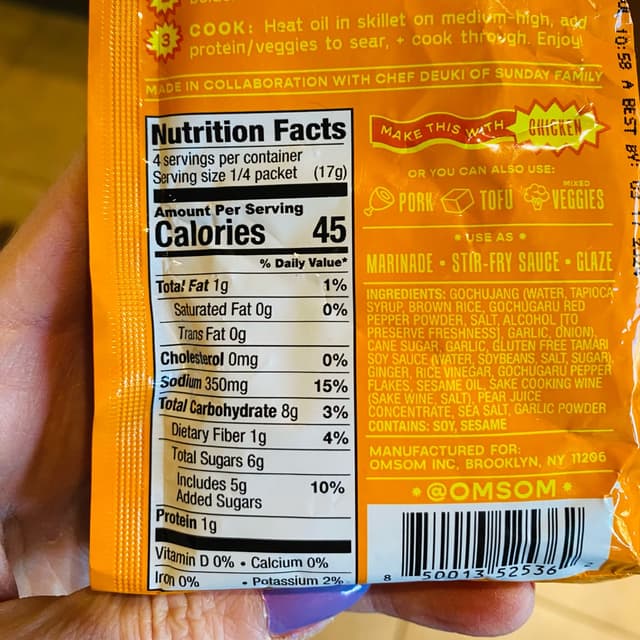 3
COOK: Heat oil in skillet on medium-high, add
protein/veggies to sear, + cook through. Enjoy!
MADE IN COLLABORATION WITH CHEF DEUKI OF SUNDAY FAMILY
Nutrition Facts
4 servings per container
Serving size 1/4 packet (17g)
Amount Per Serving
Calories 45
% Daily Value*
Total Fat 1g 1%
Saturated Fat 0g 0%
Trans Fat 0g
Cholesterol 0mg 0%
Sodium 350mg 15%
Total Carbohydrate 8g 3%
Dietary Fiber 1g 4%
Total Sugars 6g
Includes 5g 10%
Added Sugars
Protein 1g
Vitamin D 0% • Calcium 0%
Iron 0% • Potassium 2%
MAKE THIS WITH CHICKEN
OR YOU CAN ALSO USE:
PORK TOFU MIXED VEGGIES
* USE AS *
MARINADE • STIR-FRY SAUCE • GLAZE
INGREDIENTS: GOCHUJANG (WATER, TAPIOCA
SYRUP, BROWN RICE, GOCHUGARU RED
PEPPER POWDER, SALT, ALCOHOL [TO
PRESERVE FRESHNESS], GARLIC, ONION),
CANE SUGAR, GARLIC, GLUTEN FREE TAMARI
SOY SAUCE (WATER, SOYBEANS, SALT, SUGAR),
GINGER, RICE VINEGAR, GOCHUGARU PEPPER
FLAKES, SESAME OIL, SAKE COOKING WINE
(SAKE WINE, SALT), PEAR JUICE
CONCENTRATE, SEA SALT, GARLIC POWDER
CONTAINS: SOY, SESAME
MANUFACTURED FOR:
OMSOM INC, BROOKLYN, NY 11206
* @OMSOM *
8 50013 52536 2
10:58 A BEST BY: